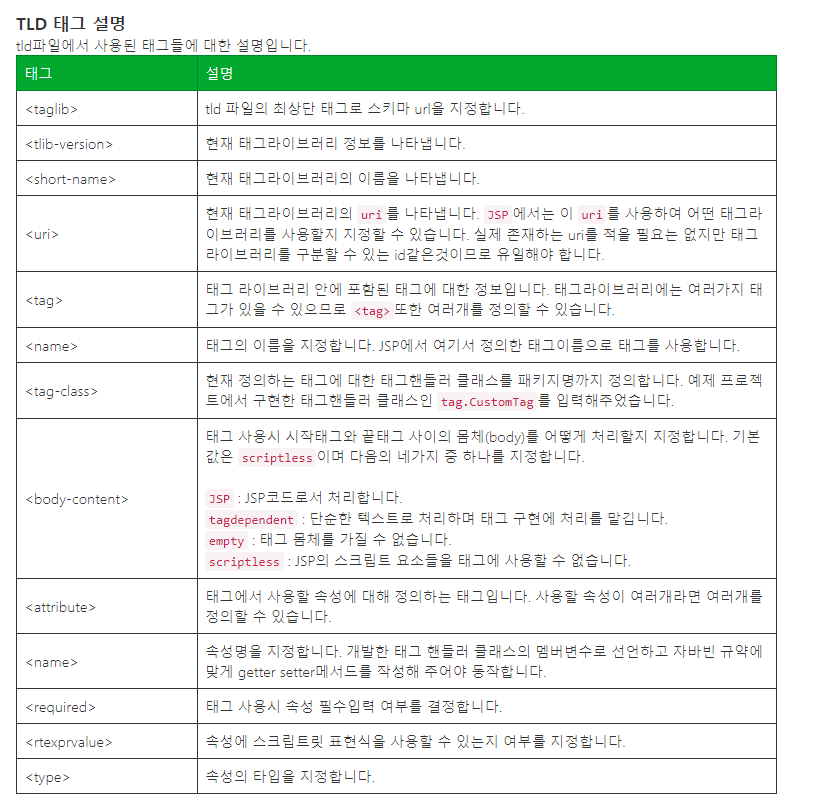 TLD 태그 설명
tld파일에서 사용된 태그들에 대한 설명입니다.
태그 설명
<taglib> tld 파일의 최상단 태그로 스키마 url을 지정합니다.
<tlib-version> 현재 태그라이브러리 정보를 나타냅니다.
<short-name> 현재 태그라이브러리의 이름을 나타냅니다.
<uri>
현재 태그라이브러리의 uri를 나타냅니다. JSP에서는 이 uri를 사용하여 어떤 태그라
이브러리를 사용할지 지정할 수 있습니다. 실제 존재하는 uri를 적을 필요는 없지만 태그
라이브러리를 구분할 수 있는 id같은것이므로 유일해야 합니다.
<tag>
태그 라이브러리 안에 포함된 태그에 대한 정보입니다. 태그라이브러리에는 여러가지 태
그가 있을 수 있으므로 <tag> 또한 여러개를 정의할 수 있습니다.
<name> 태그의 이름을 지정합니다. JSP에서 여기서 정의한 태그이름으로 태그를 사용합니다.
<tag-class>
현재 정의하는 태그에 대한 태그핸들러 클래스를 패키지명까지 정의합니다. 예제 프로젝
트에서 구현한 태그핸들러 클래스인 tag.CustomTag를 입력해주었습니다.
<body-content>
태그 사용시 시작태그와 끝태그 사이의 몸체(body)를 어떻게 처리할지 지정합니다. 기본
값은 scriptless이며 다음의 네가지 중 하나를 지정합니다.
JSP : JSP코드로서 처리합니다.
tagdependent : 단순한 텍스트로 처리하며 태그 구현에 처리를 맡깁니다.
empty : 태그 몸체를 가질 수 없습니다.
scriptless : JSP의 스크립트 요소들을 태그에 사용할 수 없습니다.
<attribute>
태그에서 사용할 속성에 대해 정의하는 태그입니다. 사용할 속성이 여러개라면 여러개를
정의할 수 있습니다.
<name>
속성명을 지정합니다. 개발한 태그 핸들러 클래스의 멤버변수로 선언하고 자바빈 규약에
맞게 getter setter메서드를 작성해 주어야 동작합니다.
<required> 태그 사용시 속성 필수입력 여부를 결정합니다.
<rtexprvalue> 속성에 스크립트릿 표현식을 사용할 수 있는지 여부를 지정합니다.
<type> 속성의 타입을 지정합니다.